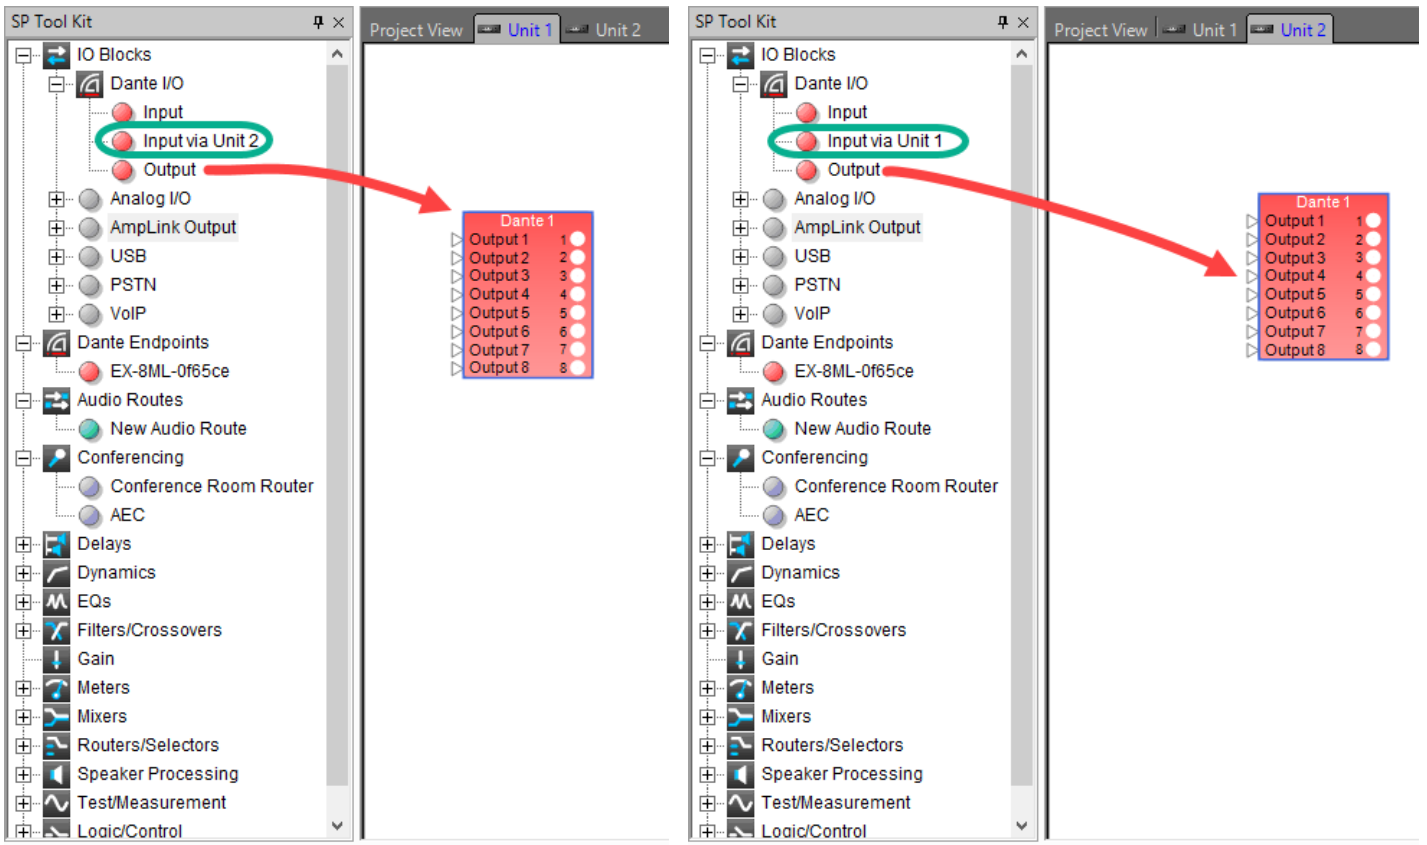 SP Tool Kit
IO Blocks
Dante I/O
Input
Input via Unit 2
Output
Analog I/O
AmpLink Output
USB
PSTN
VoIP
Dante Endpoints
EX-8ML-0f65ce
Audio Routes
New Audio Route
Conferencing
Conference Room Router
AEC
Delays
Dynamics
EQs
Filters/Crossovers
Gain
Meters
Mixers
Routers/Selectors
Speaker Processing
Test/Measurement
Logic/Control
Project View Unit 1 Unit 2
Dante 1
Output 1 1
Output 2 2
Output 3 3
Output 4 4
Output 5 5
Output 6 6
Output 7 7
Output 8 8
SP Tool Kit
IO Blocks
Dante I/O
Input
Input via Unit 1
Output
Analog I/O
AmpLink Output
USB
PSTN
VoIP
Dante Endpoints
EX-8ML-0f65ce
Audio Routes
New Audio Route
Conferencing
Conference Room Router
AEC
Delays
Dynamics
EQs
Filters/Crossovers
Gain
Meters
Mixers
Routers/Selectors
Speaker Processing
Test/Measurement
Logic/Control
Project View Unit 1 Unit 2
Dante 1
Output 1 1
Output 2 2
Output 3 3
Output 4 4
Output 5 5
Output 6 6
Output 7 7
Output 8 8